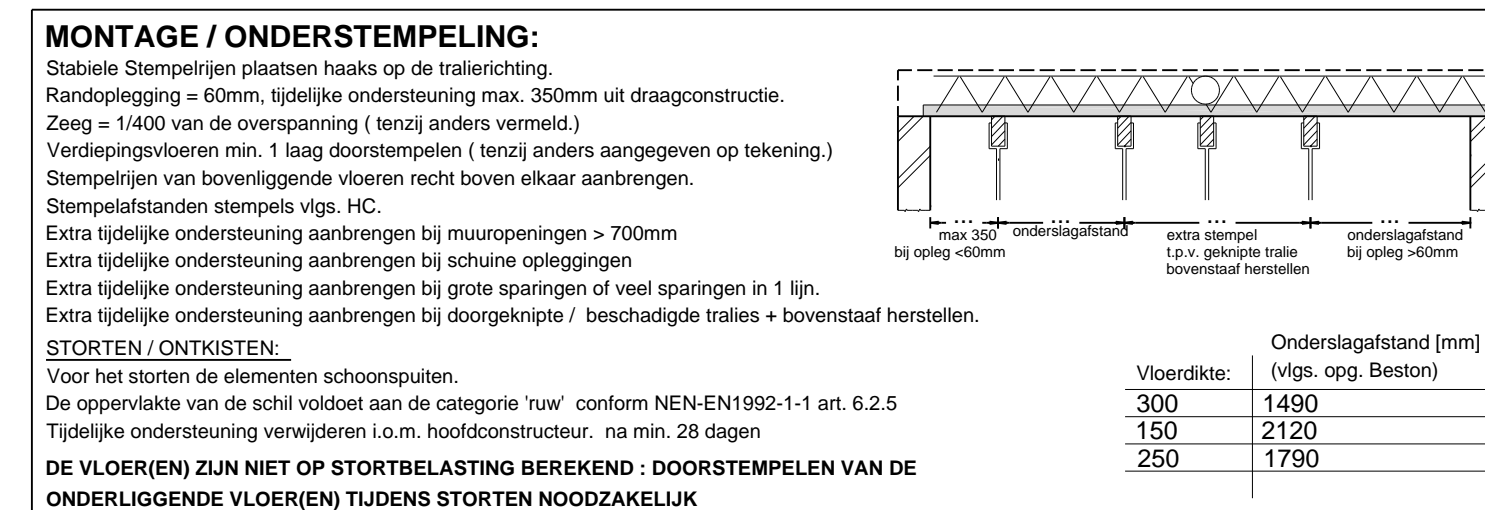 MONTAGE / ONDERSTEMPELING:
Stabiele Stempelrijen plaatsen haaks op de tralierichting.
Randoplegging = 60mm, tijdelijke ondersteuning max. 350mm uit draagconstructie.
Zeeg = 1/400 van de overspanning ( tenzij anders vermeld.)
Verdiepingsvloeren min. 1 laag doorstempelen ( tenzij anders aangegeven op tekening.)
Stempelrijen van bovenliggende vloeren recht boven elkaar aanbrengen.
Stempelafstanden stempels vlgs. HC.
Extra tijdelijke ondersteuning aanbrengen bij muuropeningen > 700mm
Extra tijdelijke ondersteuning aanbrengen bij schuine opleggingen
Extra tijdelijke ondersteuning aanbrengen bij grote sparingen of veel sparingen in 1 lijn.
Extra tijdelijke ondersteuning aanbrengen bij doorgeknipte / beschadigde tralies + bovenstaaf herstellen.
STORTEN / ONTKISTEN:
Voor het storten de elementen schoonspuiten.
De oppervlakte van de schil voldoet aan de categorie 'ruw' conform NEN-EN1992-1-1 art. 6.2.5
Tijdelijke ondersteuning verwijderen i.o.m. hoofdconstructeur. na min. 28 dagen
DE VLOER(EN) ZIJN NIET OP STORTBELASTING BEREKEND : DOORSTEMPELEN VAN DE
ONDERLIGGENDE VLOER(EN) TIJDENS STORTEN NOODZAKELIJK
... ... ... ...
max 350
bij opleg <60mm
onderslagafstand
extra stempel
t.p.v. geknipte tralie
bovenstaaf herstellen
onderslagafstand
bij opleg >60mm
Onderslagafstand [mm]
Vloerdikte: (vlgs. opg. Beston)
300 1490
150 2120
250 1790